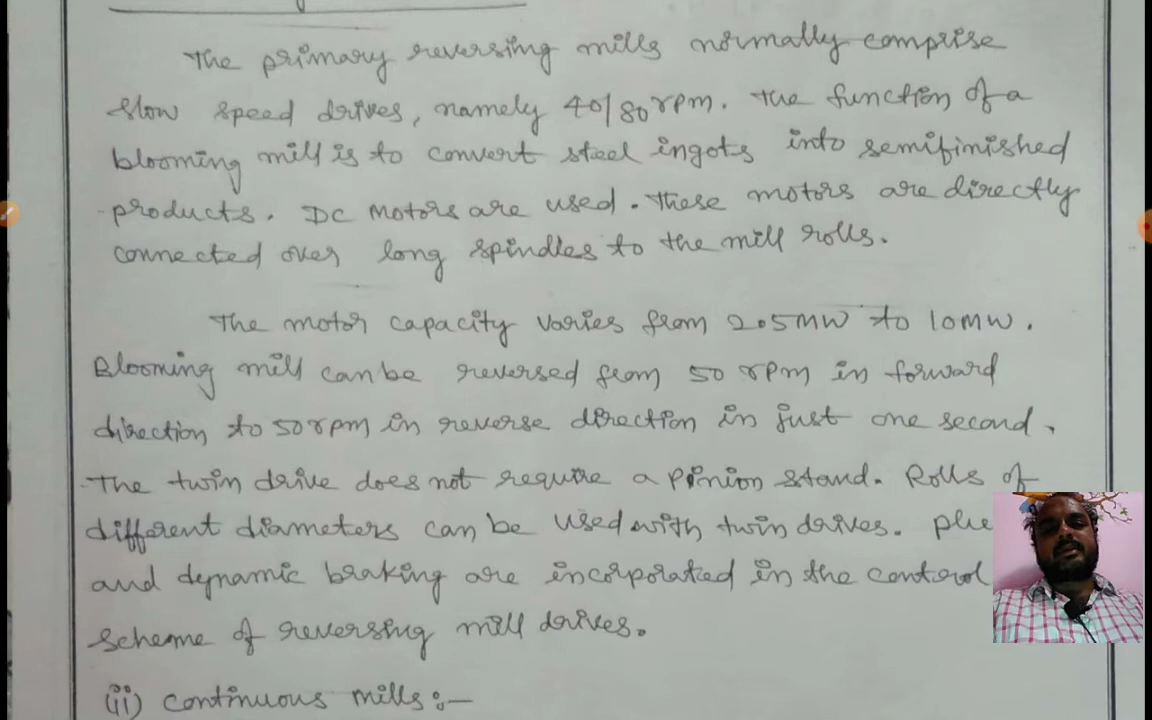 The primary reversing mills normally comprise
slow speed drives, namely 40/80 rpm. The function of a
blooming mill is to convert steel ingots into semifinished
products. DC Motors are used. These motors are directly
connected over long spindles to the mill rolls.
The motor capacity varies from 2.5MW to 10MW.
Blooming mill can be reversed from 50 rpm in forward
direction to 50 rpm in reverse direction in just one second.
The twin drive does not require a pinion stand. Rolls of
different diameters can be used with twin drives.
and dynamic braking are incorporated in the control
scheme of reversing mill drives.
(ii) Continuous mills:-